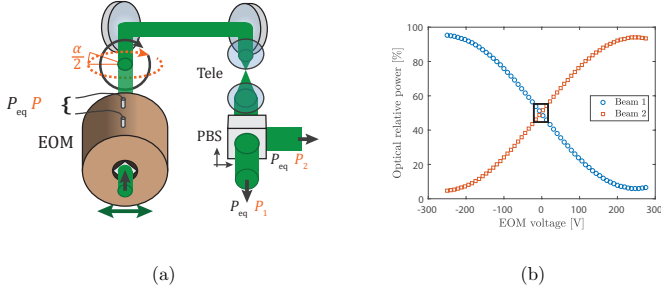 α/2
Tele
P_eq P
EOM
PBS
P_eq P_2
P_eq P_1
(a)
Optical relative power [%]
100
80
60
40
20
0
Beam 1
Beam 2
-300 -200 -100 0 100 200 300
EOM voltage [V]
(b)